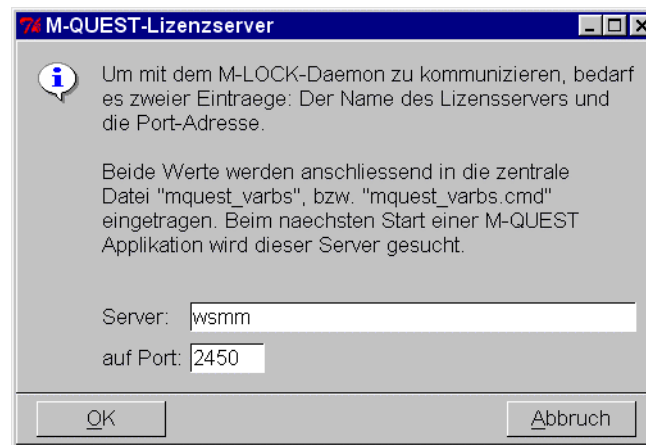 M-QUEST-Lizenzserver
Um mit dem M-LOCK-Daemon zu kommunizieren, bedarf
es zweier Eintraege: Der Name des Lizensservers und
die Port-Adresse.
Beide Werte werden anschliessend in die zentrale
Datei "mquest_varbs", bzw. "mquest_varbs.cmd"
eingetragen. Beim naechsten Start einer M-QUEST
Applikation wird dieser Server gesucht.
Server: wsmm
auf Port: 2450
OK Abbruch